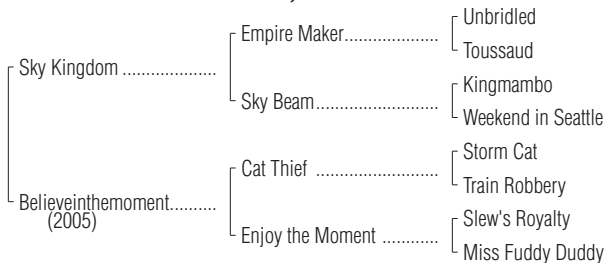 Unbridled
Empire Maker....................
Toussaud
Sky Kingdom ....................
Kingmambo
Sky Beam..........................
Weekend in Seattle
Storm Cat
Cat Thief ..........................
Train Robbery
Believeinthemoment..........
(2005)
Slew's Royalty
Enjoy the Moment ............
Miss Fuddy Duddy